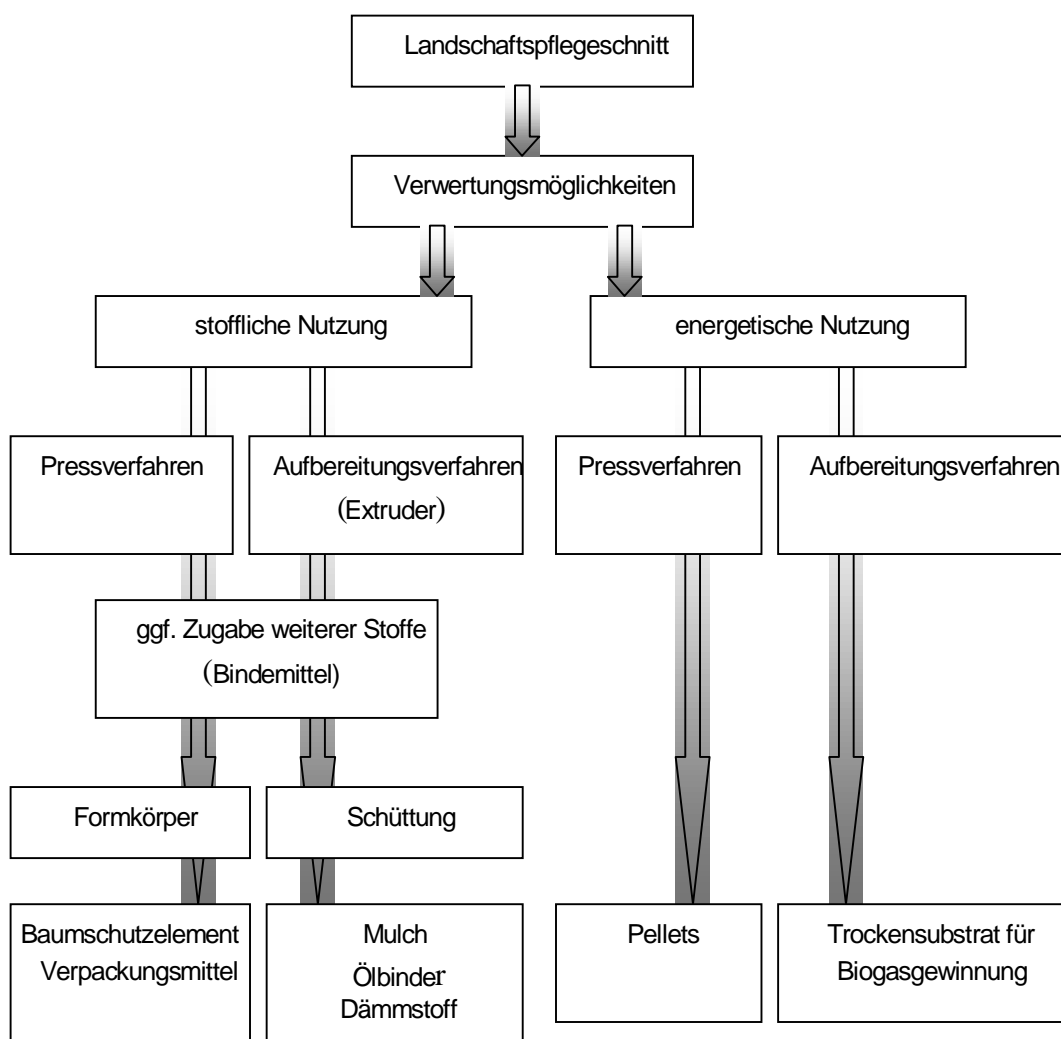 Landschaftspflegeschnitt
Verwertungsmöglichkeiten
stoffliche Nutzung
energetische Nutzung
Pressverfahren
Aufbereitungsverfahren
(Extruder)
Pressverfahren
Aufbereitungsverfahren
ggf. Zugabe weiterer Stoffe
(Bindemittel)
Formkörper
Schüttung
Baumschutzelement
Verpackungsmittel
Mulch
Ölbinder
Dämmstoff
Pellets
Trockensubstrat für
Biogasgewinnung